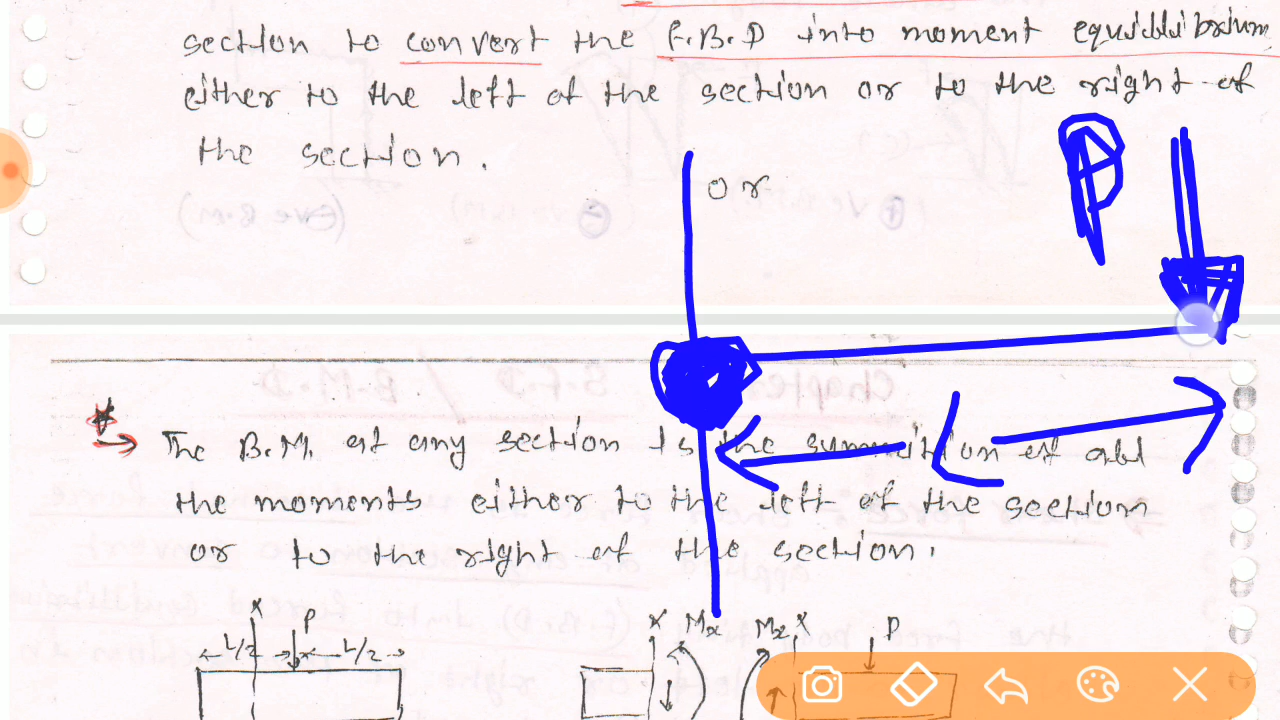 section to convert the F.B.D into moment equillibrium
either to the left of the section or to the right of
the section.
P
or
L
The B.M. at any section is the summition of all
the moments either to the left of the section
or to the right of the section.
x P x Mx Mx x P
L/2 L/2